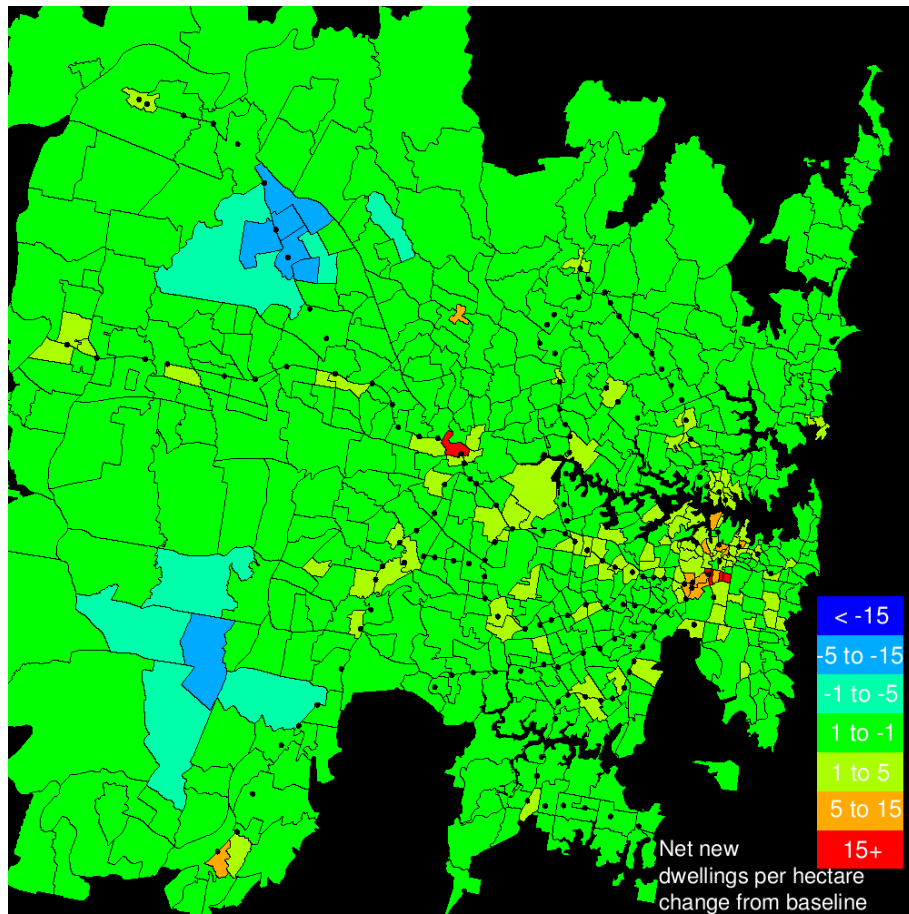 < -15
-5 to -15
-1 to -5
1 to -1
1 to 5
5 to 15
15+
Net new
dwellings per hectare
change from baseline